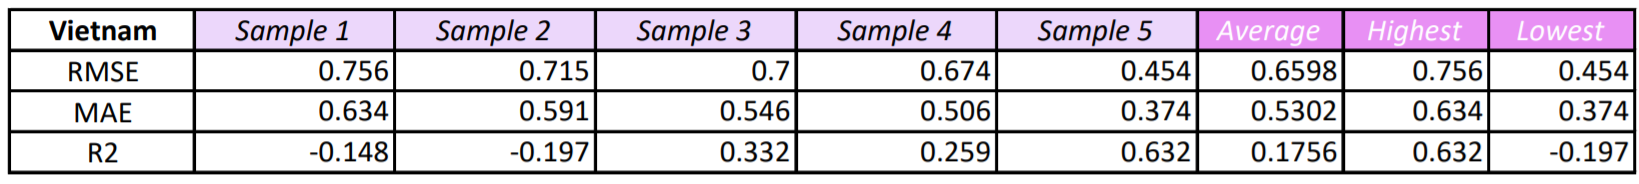 Vietnam Sample 1 Sample 2 Sample 3 Sample 4 Sample 5 Average Highest Lowest
RMSE 0.756 0.715 0.7 0.674 0.454 0.6598 0.756 0.454
MAE 0.634 0.591 0.546 0.506 0.374 0.5302 0.634 0.374
R2 -0.148 -0.197 0.332 0.259 0.632 0.1756 0.632 -0.197